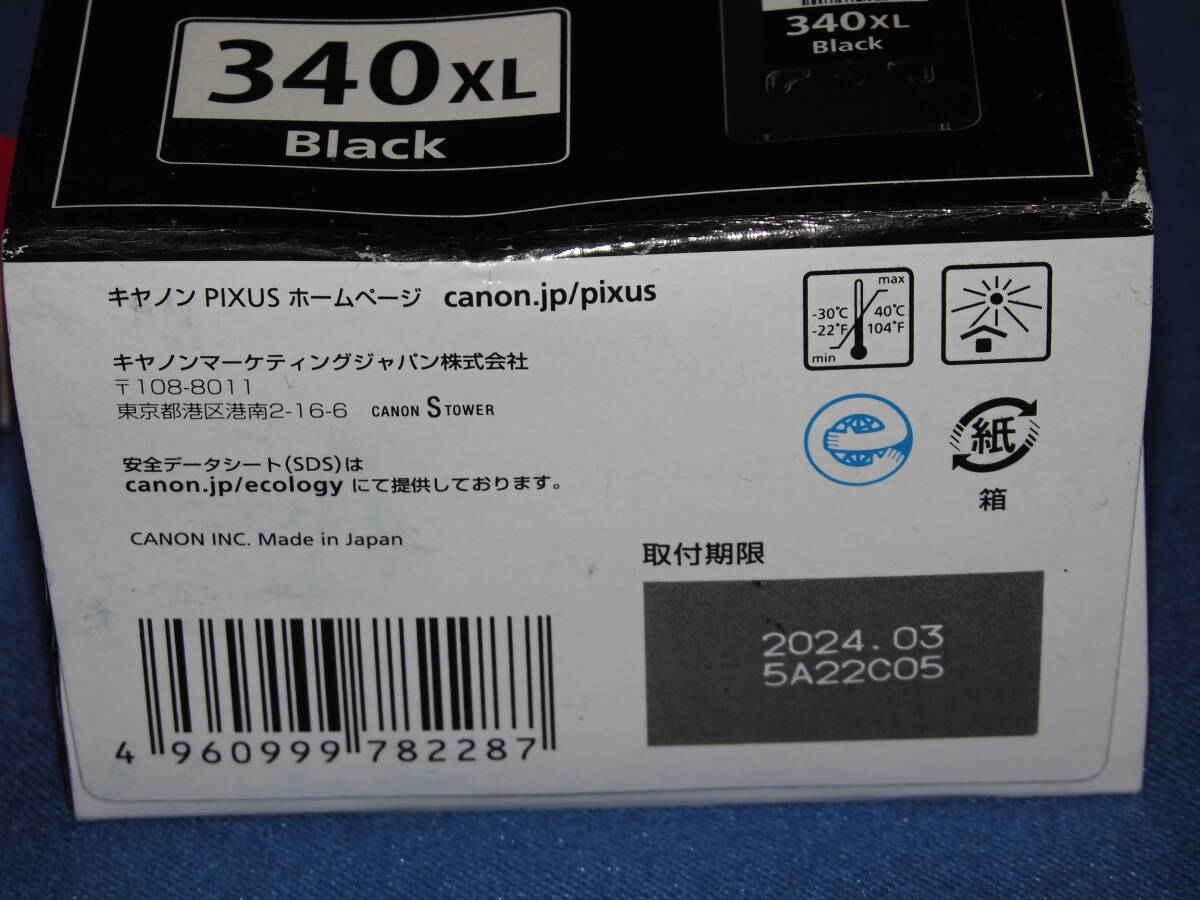 340XL
Black
340XL
Black
キヤノン PIXUS ホームページ canon.jp/pixus
キヤノンマーケティングジャパン株式会社
〒108-8011
東京都港区港南2-16-6 CANON S TOWER
安全データシート(SDS)は
canon.jp/ecology にて提供しております。
CANON INC. Made in Japan
max
-30℃ 40℃
-22°F 104°F
min
紙
箱
取付期限
2024.03
5A22C05
4 960999 782287